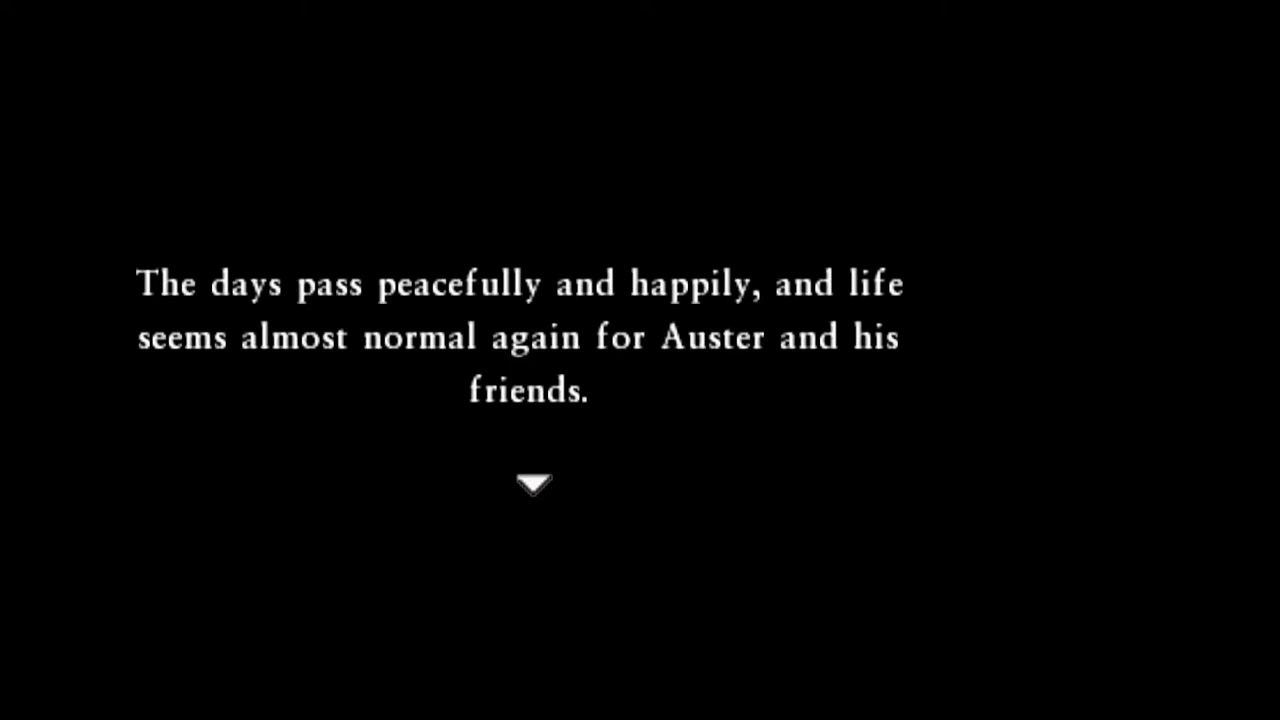 The days pass peacefully and happily, and life
seems almost normal again for Auster and his
friends.